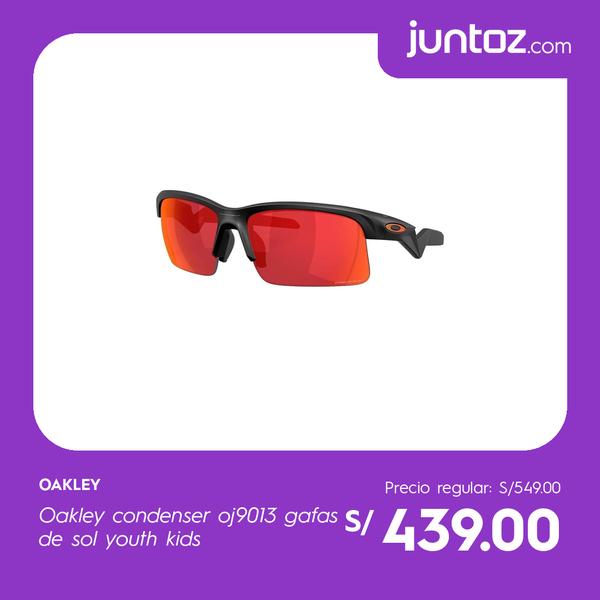 juntoz.com
OAKLEY
Oakley condenser oj9013 gafas
de sol youth kids
Precio regular: S/549.00
S/ 439.00